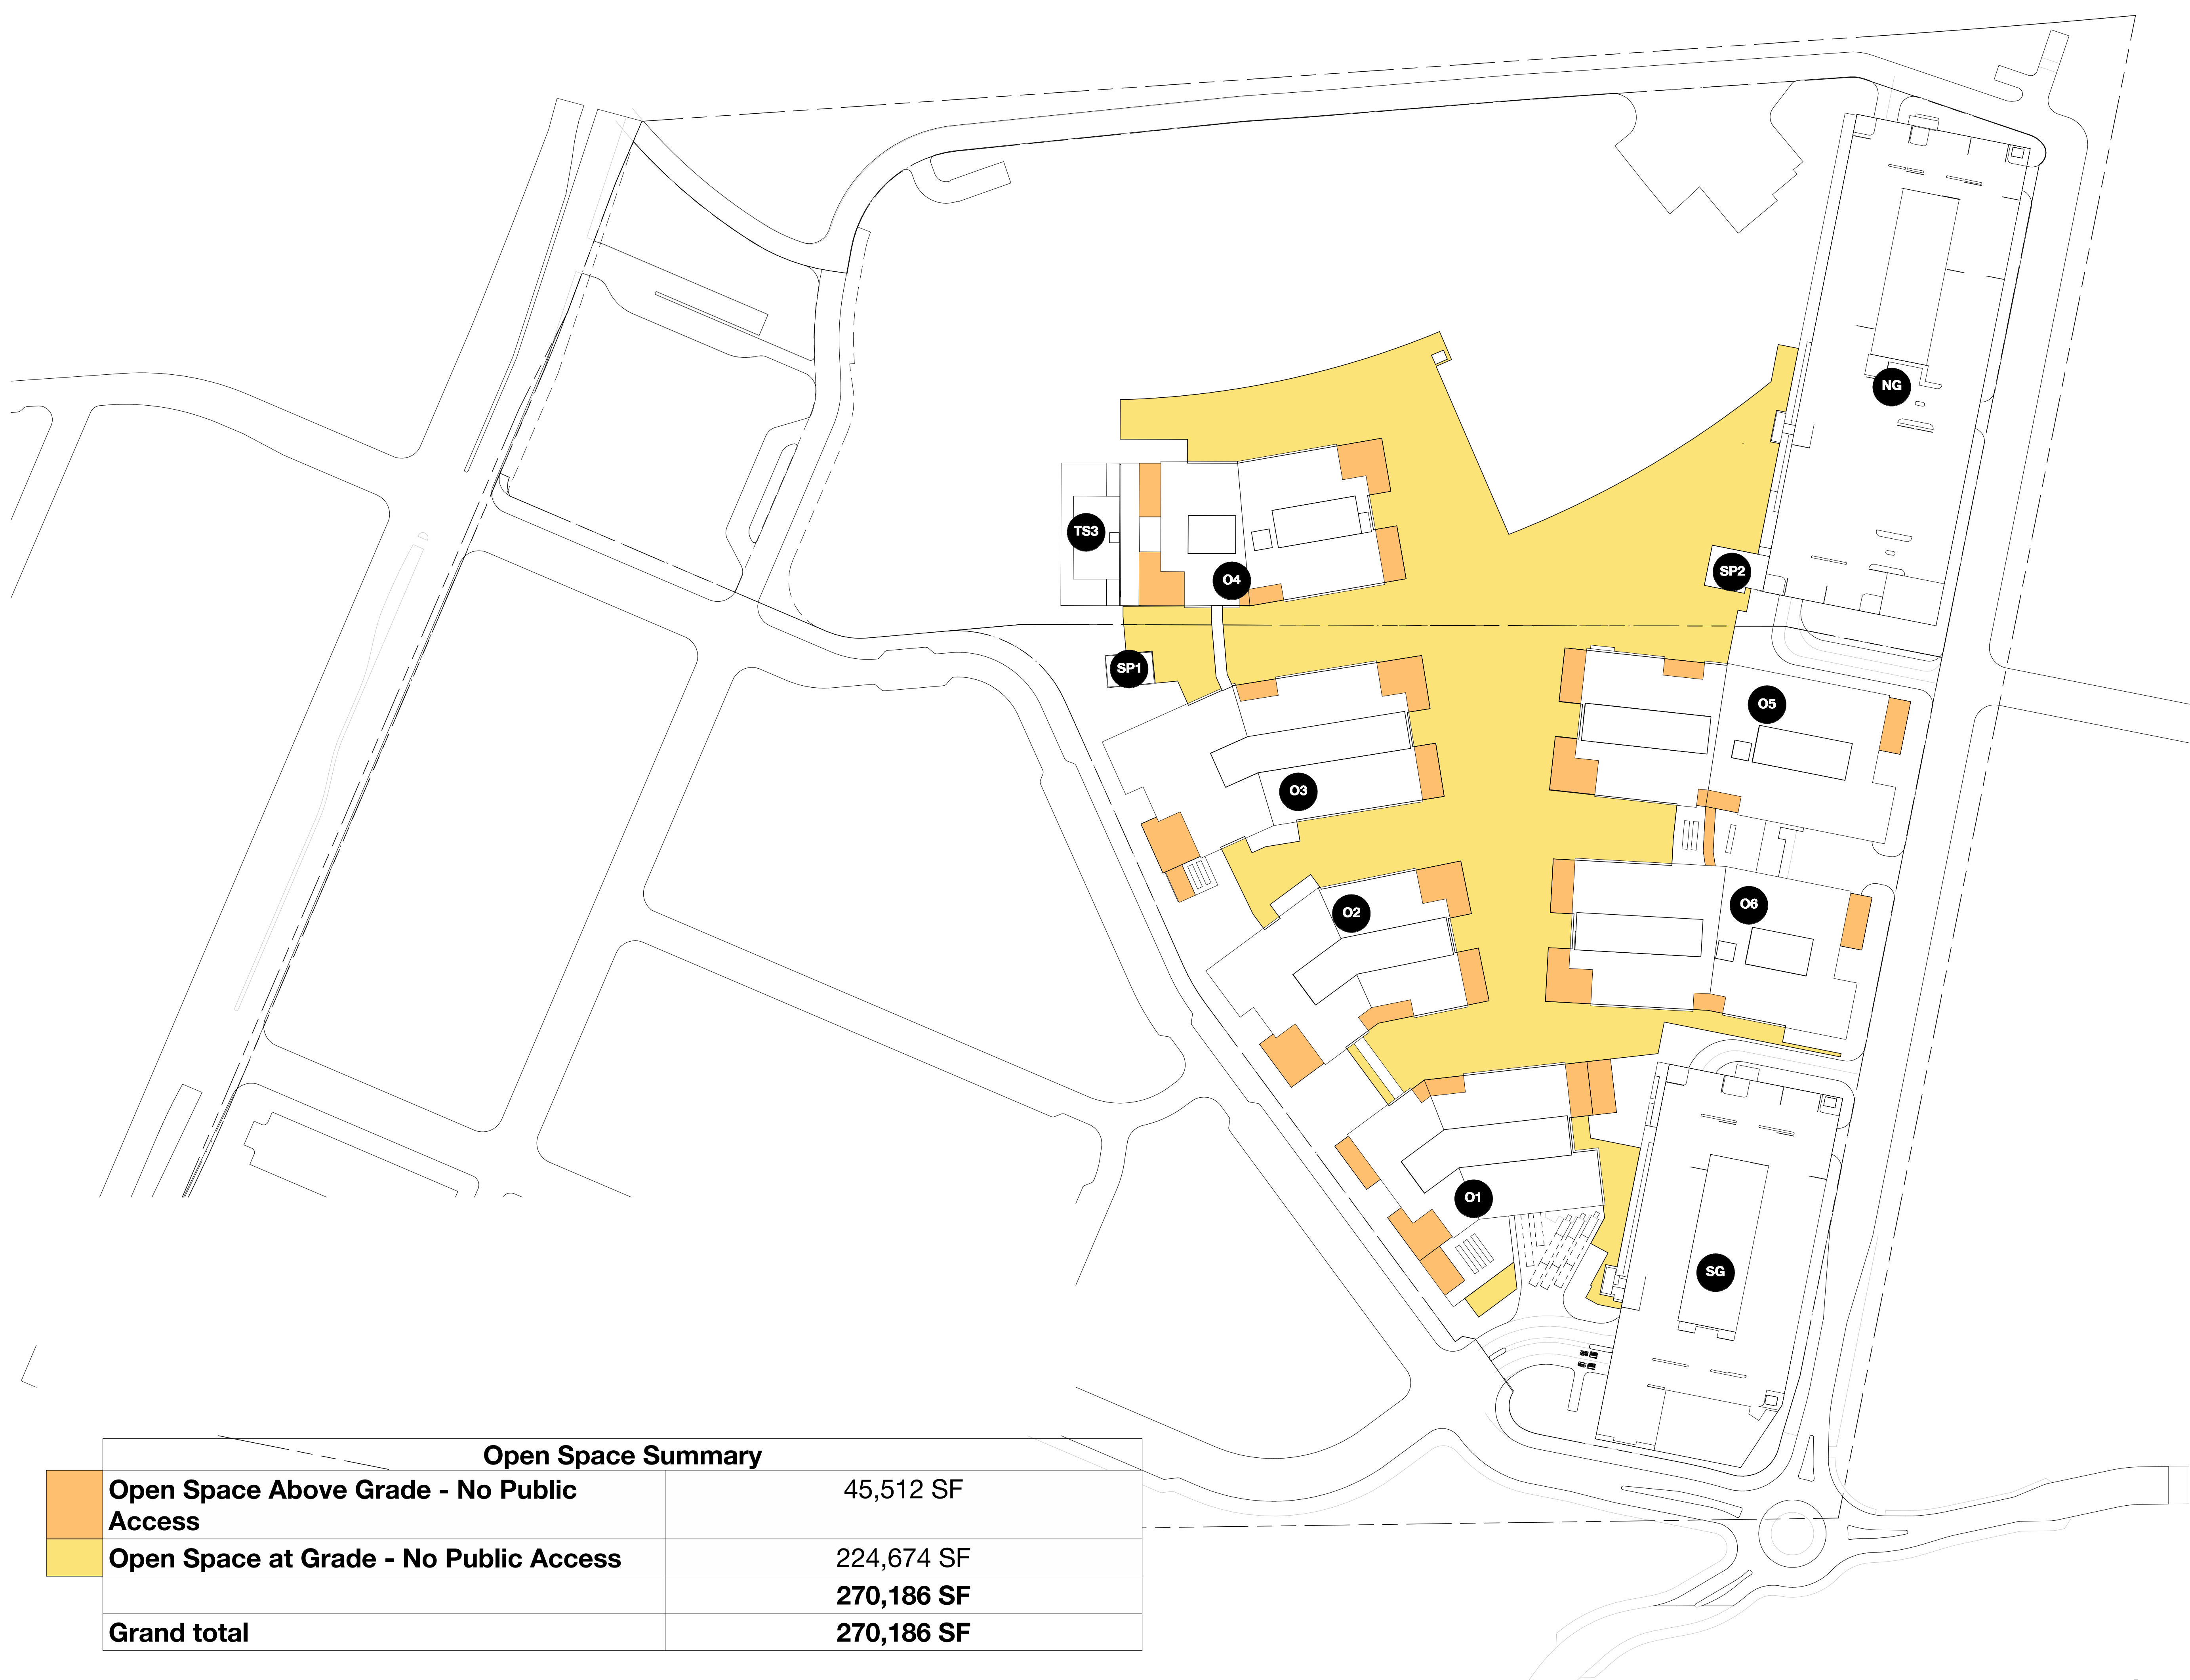 NG
TS3
SP2
O4
SP1
O5
O3
O6
O2
O1
SG
Open Space Summary
Open Space Above Grade - No Public
Access
45,512 SF
Open Space at Grade - No Public Access
224,674 SF
270,186 SF
Grand total
270,186 SF